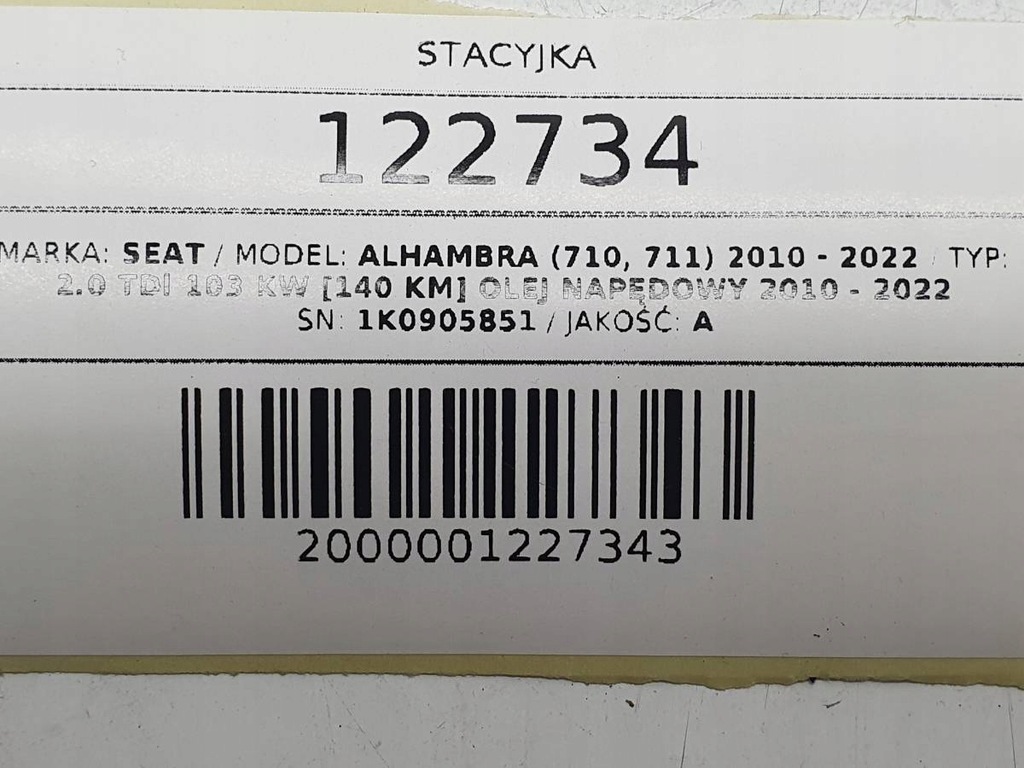 STACYJKA
122734
MARKA: SEAT / MODEL: ALHAMBRA (710, 711) 2010 - 2022 / TYP:
2.0 TDI 103 KW [140 KM] OLEJ NAPĘDOWY 2010 - 2022
SN: 1K0905851 / JAKOŚĆ: A
2000001227343